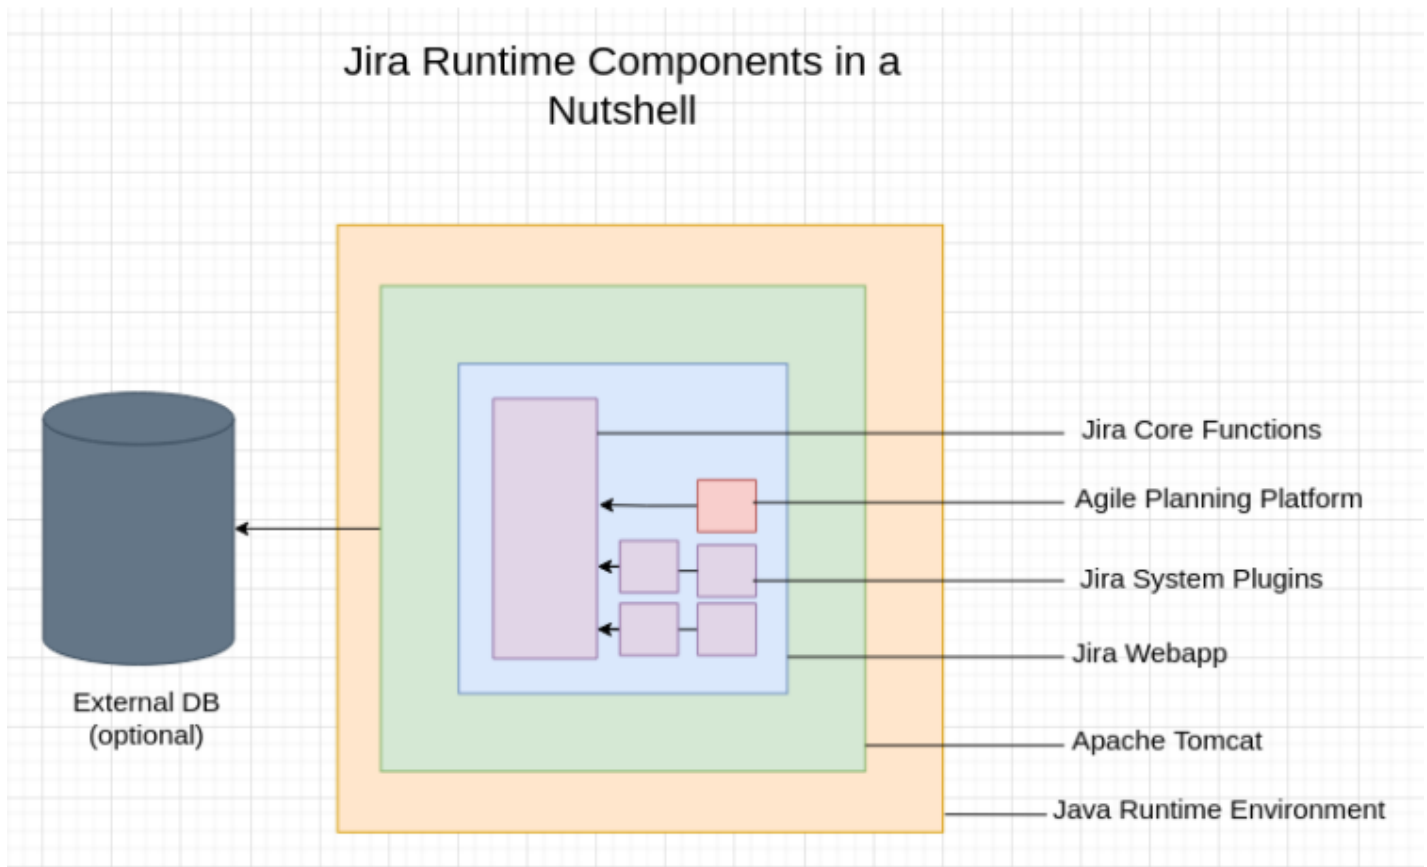 Jira Runtime Components in a
Nutshell
Jira Core Functions
Agile Planning Platform
Jira System Plugins
Jira Webapp
External DB
(optional)
Apache Tomcat
Java Runtime Environment